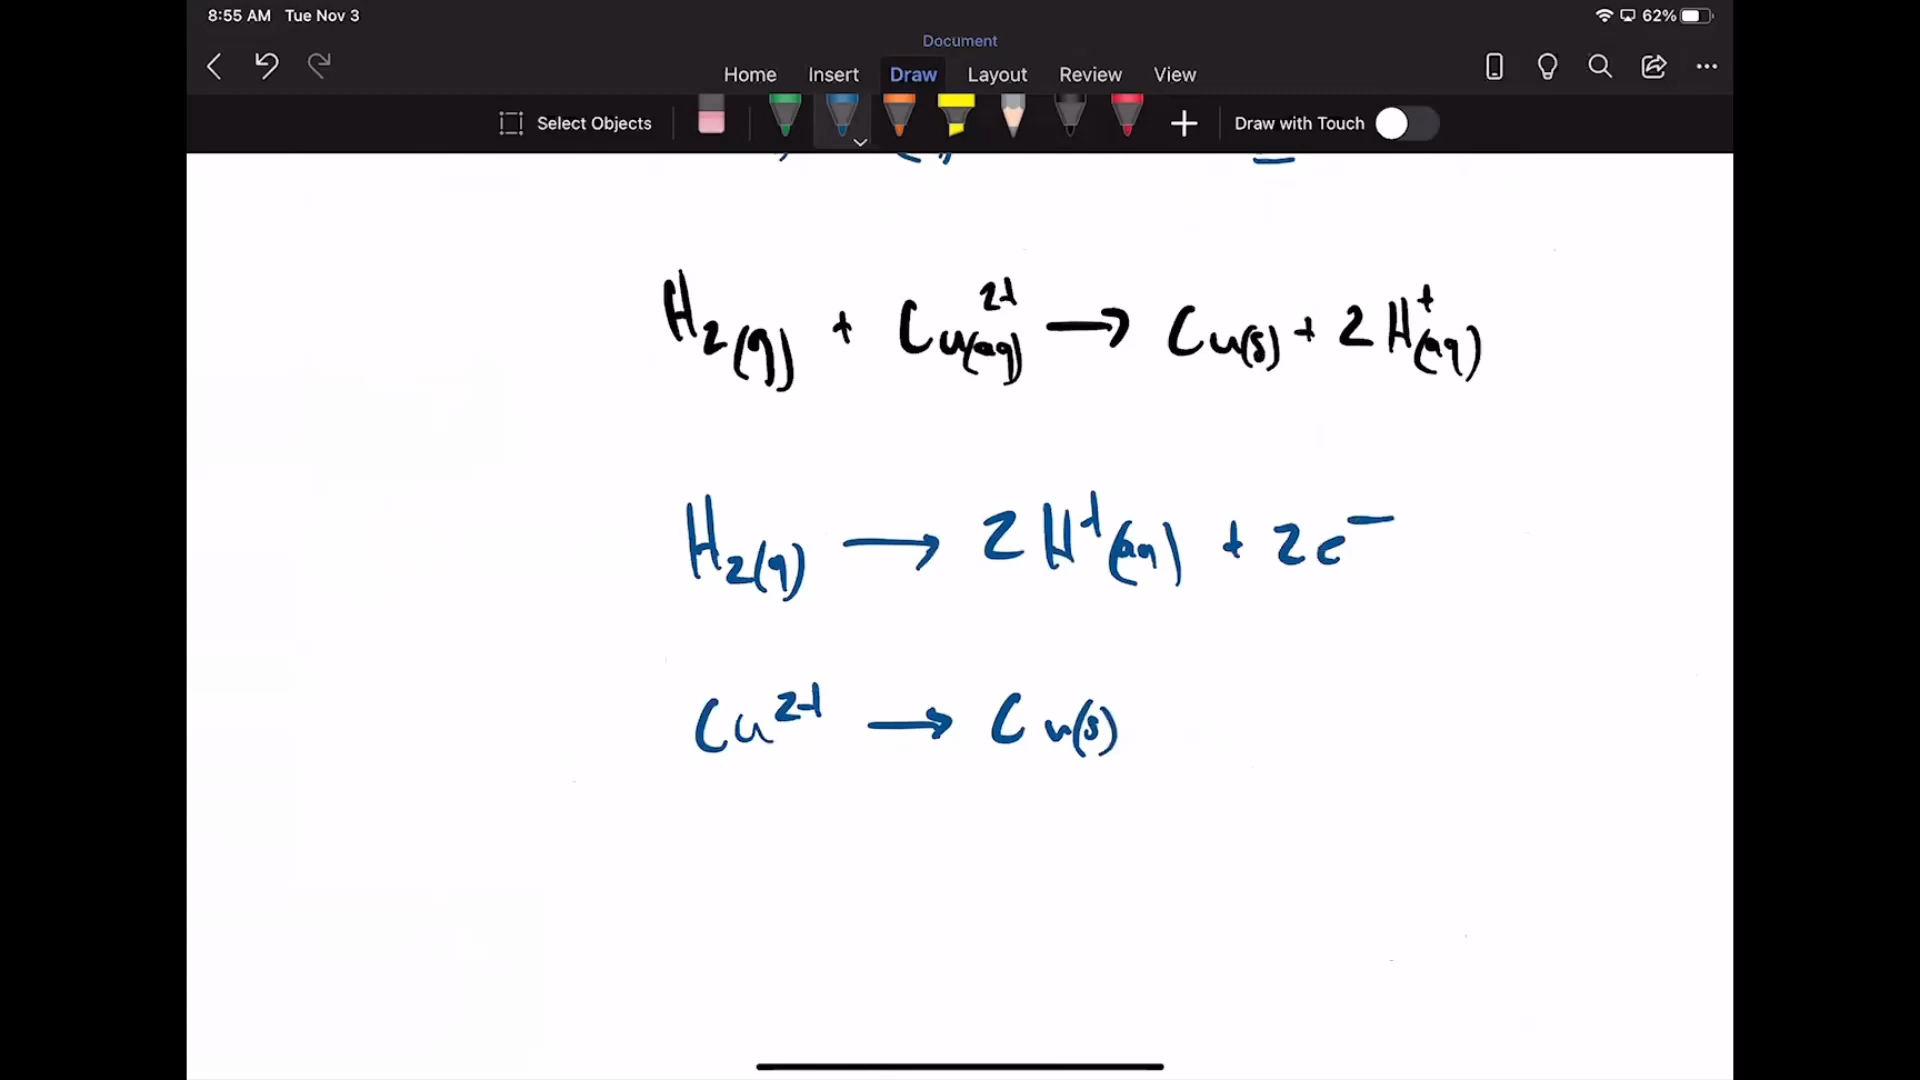 8:55 AM Tue Nov 3
62%
Document
Home Insert Draw Layout Review View
Select Objects
Draw with Touch
H₂(g) + Cu²⁺(aq) → Cu(s) + 2H⁺(aq)
H₂(g) → 2H⁺(aq) + 2e⁻
Cu²⁺ → Cu(s)